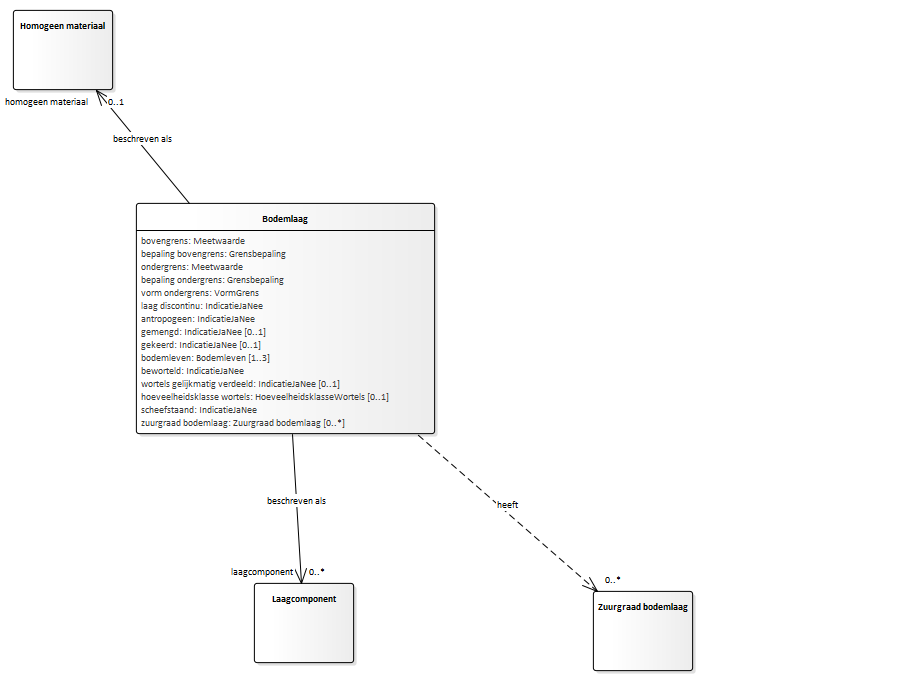 Homogeen materiaal
homogeen materiaal
0..1
beschreven als
Bodemlaag
bovengrens: Meetwaarde
bepaling bovengrens: Grensbepaling
ondergrens: Meetwaarde
bepaling ondergrens: Grensbepaling
vorm ondergrens: VormGrens
laag discontinu: IndicatieJaNee
antropogeen: IndicatieJaNee
gemengd: IndicatieJaNee [0..1]
gekeerd: IndicatieJaNee [0..1]
bodemleven: Bodemleven [1..3]
beworteld: IndicatieJaNee
wortels gelijkmatig verdeeld: IndicatieJaNee [0..1]
hoeveelheidsklasse wortels: HoeveelheidsklasseWortels [0..1]
scheefstaand: IndicatieJaNee
zuurgraad bodemlaag: Zuurgraad bodemlaag [0..*]
beschreven als
heeft
laagcomponent
0..*
0..*
Laagcomponent
Zuurgraad bodemlaag